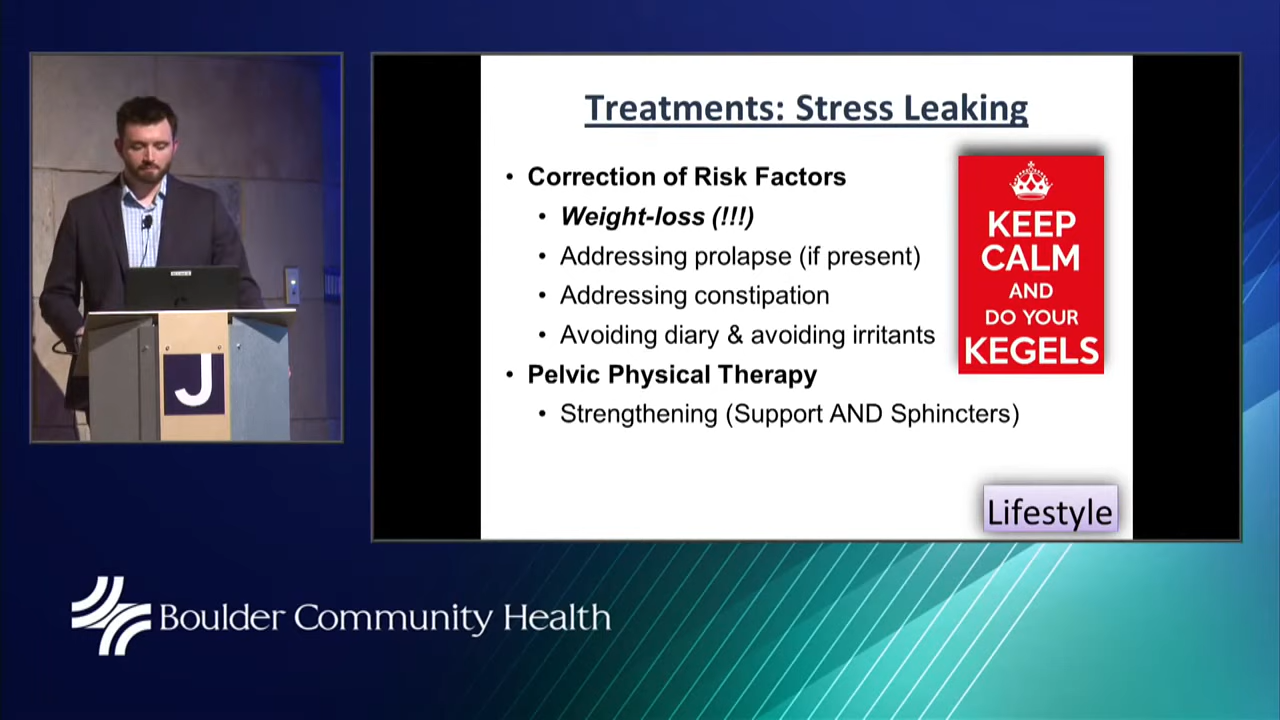 Treatments: Stress Leaking
• Correction of Risk Factors
• Weight-loss (!!!)
• Addressing prolapse (if present)
• Addressing constipation
• Avoiding diary & avoiding irritants
• Pelvic Physical Therapy
• Strengthening (Support AND Sphincters)
KEEP
CALM
AND
DO YOUR
KEGELS
Lifestyle
J
Boulder Community Health